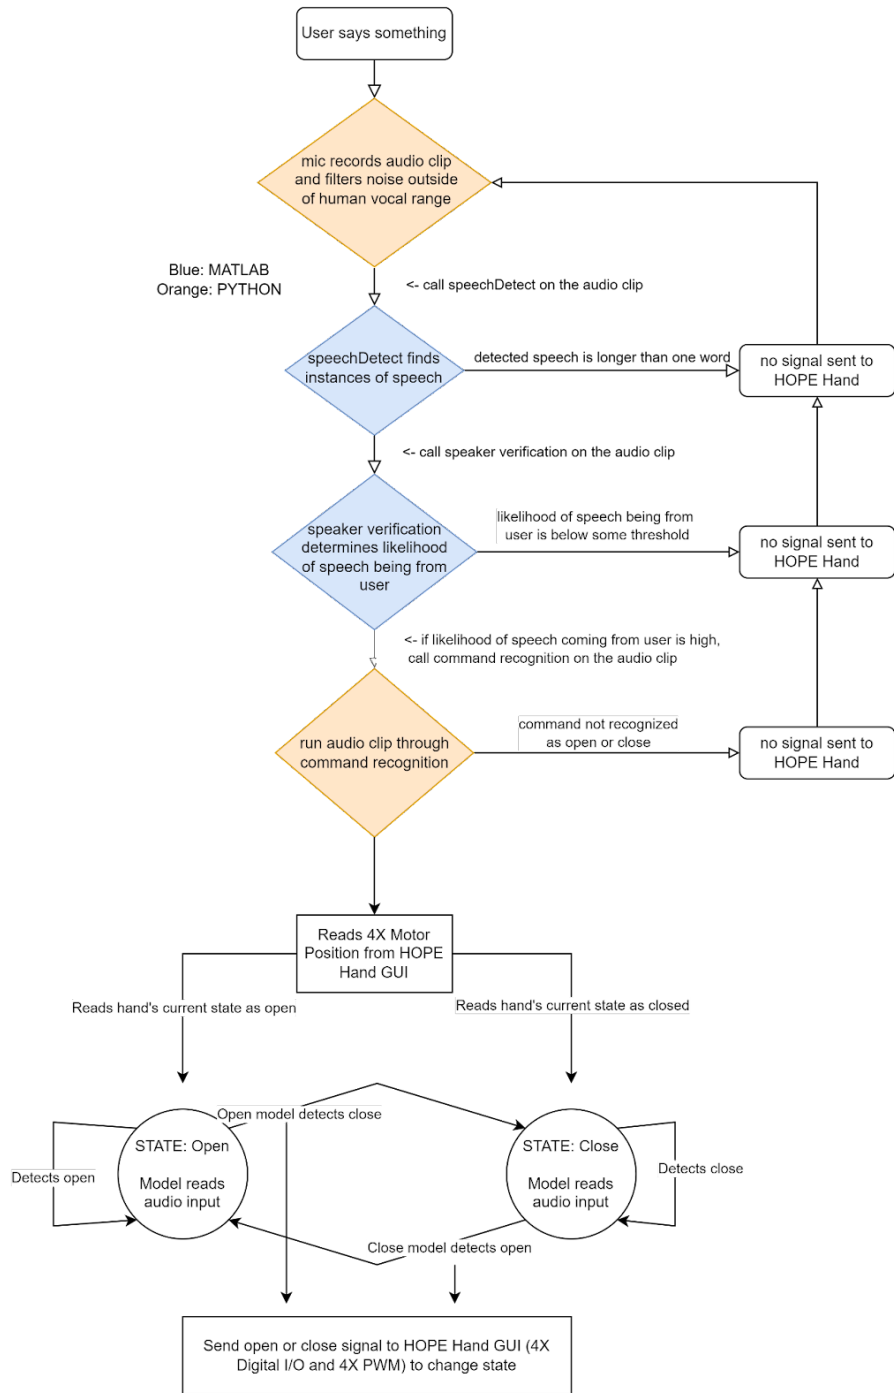 User says something
mic records audio clip
and filters noise outside
of human vocal range
Blue: MATLAB
Orange: PYTHON
<- call speechDetect on the audio clip
speechDetect finds
instances of speech
detected speech is longer than one word
no signal sent to
HOPE Hand
<- call speaker verification on the audio clip
speaker verification
determines likelihood
of speech being from
user
likelihood of speech being from
user is below some threshold
no signal sent to
HOPE Hand
<- if likelihood of speech coming from user is high,
call command recognition on the audio clip
run audio clip through
command recognition
command not recognized
as open or close
no signal sent to
HOPE Hand
Reads 4X Motor
Position from HOPE
Hand GUI
Reads hand's current state as open
Reads hand's current state as closed
Open model detects close
STATE: Open
Model reads
audio input
Detects open
STATE: Close
Model reads
audio input
Detects close
Close model detects open
Send open or close signal to HOPE Hand GUI (4X
Digital I/O and 4X PWM) to change state